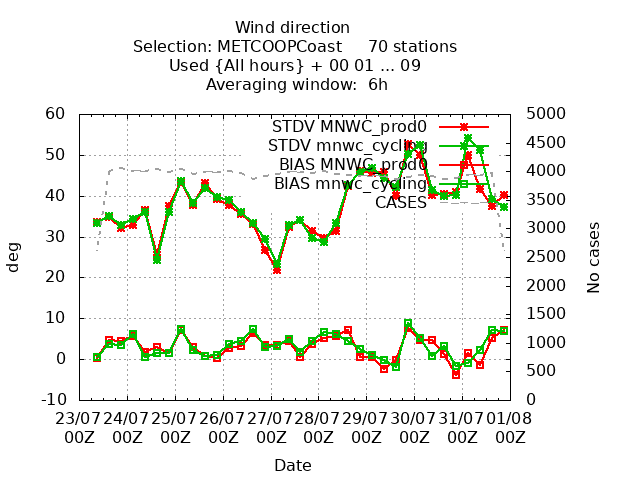 Wind direction
Selection: METCOOPCoast     70 stations
Used {All hours} + 00 01 ... 09
Averaging window:  6h
60
50
40
30
20
10
0
-10
deg
5000
4500
4000
3500
3000
2500
2000
1500
1000
500
0
No cases
STDV MNWC_prod0
STDV mnwc_cycling
BIAS MNWC_prod0
BIAS mnwc_cycling
CASES
23/07 24/07 25/07 26/07 27/07 28/07 29/07 30/07 31/07 01/08
00Z 00Z 00Z 00Z 00Z 00Z 00Z 00Z 00Z 00Z
Date